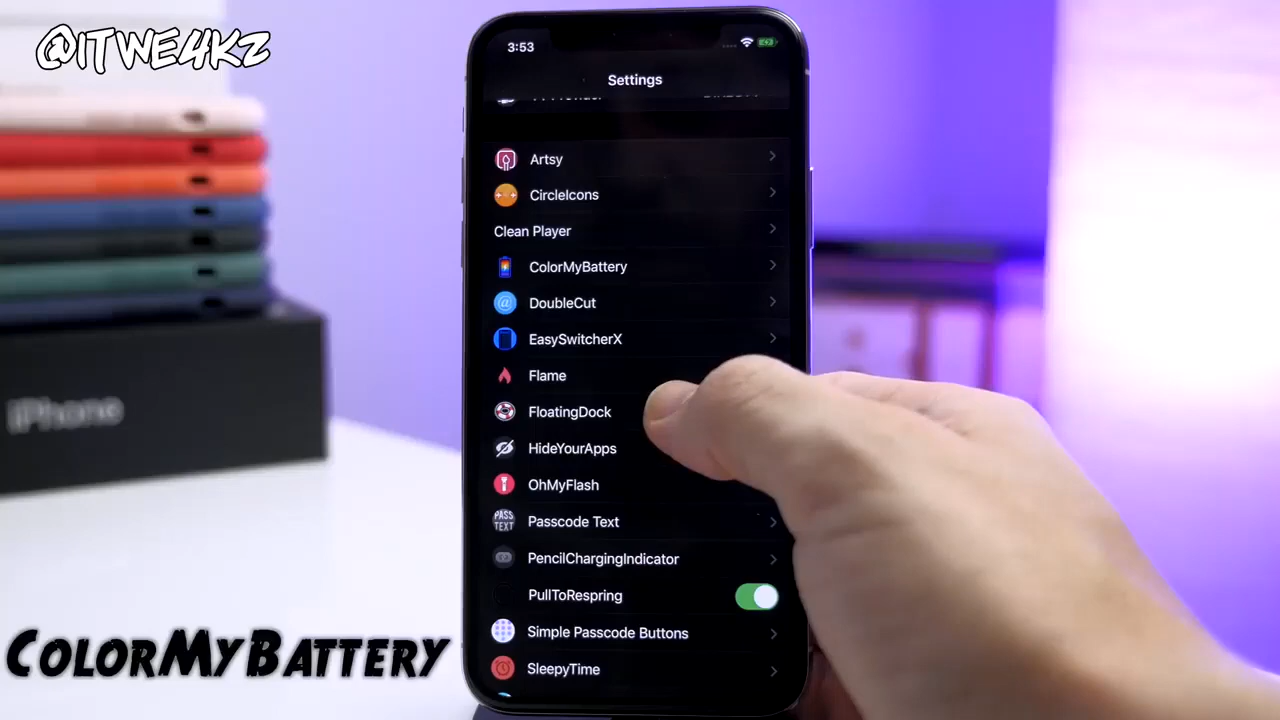 @iTWE4KZ
3:53
Settings
Artsy
CircleIcons
Clean Player
ColorMyBattery
DoubleCut
EasySwitcherX
Flame
FloatingDock
HideYourApps
OhMyFlash
PASS
TEXT
Passcode Text
PencilChargingIndicator
PullToRespring
Simple Passcode Buttons
SleepyTime
iPhone
ColorMyBattery